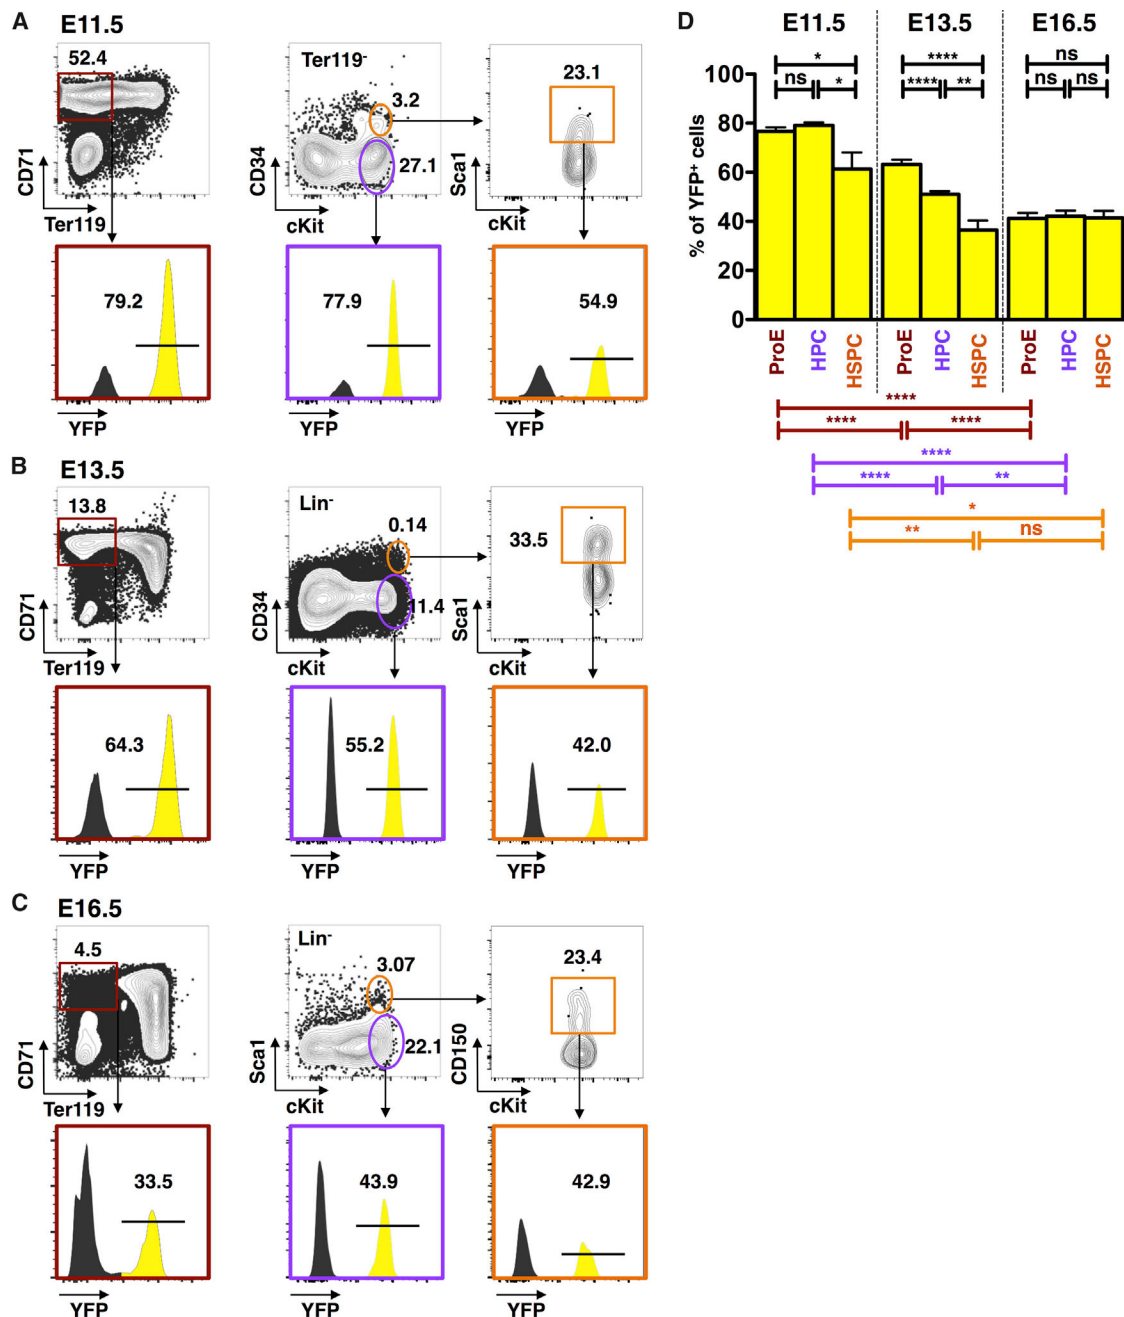 A
E11.5
52.4
CD71
Ter119
Ter119-
3.2
27.1
CD34
cKit
23.1
Sca1
cKit
79.2
YFP
77.9
YFP
54.9
YFP
B
E13.5
13.8
CD71
Ter119
Lin-
0.14
11.4
CD34
cKit
33.5
Sca1
cKit
64.3
YFP
55.2
YFP
42.0
YFP
C
E16.5
4.5
CD71
Ter119
Lin-
3.07
22.1
Sca1
cKit
23.4
CD150
cKit
33.5
YFP
43.9
YFP
42.9
YFP
D
E11.5 E13.5 E16.5
* **** ns
ns * **** ** ns ns
% of YFP+ cells
100
80
60
40
20
0
ProE HPC HSPC ProE HPC HSPC ProE HPC HSPC
****
**** ****
****
**** **
*
** ns